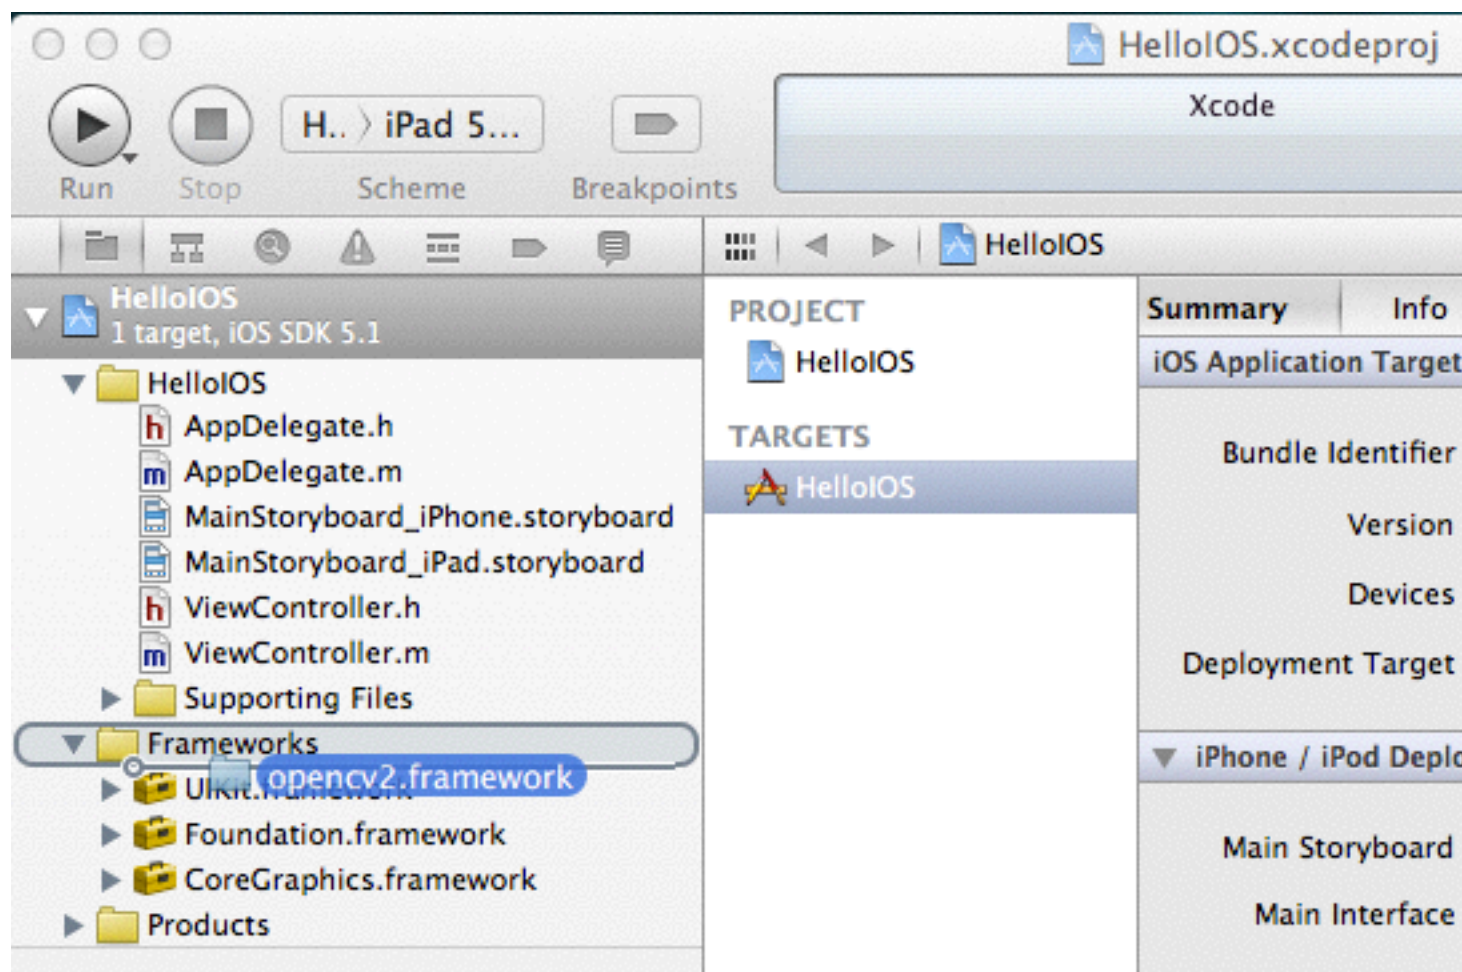 HelloIOS.xcodeproj
Xcode
H.. 〉 iPad 5...
Run
Stop
Scheme
Breakpoints
HelloIOS
HelloIOS
1 target, iOS SDK 5.1
HelloIOS
h AppDelegate.h
m AppDelegate.m
MainStoryboard_iPhone.storyboard
MainStoryboard_iPad.storyboard
h ViewController.h
m ViewController.m
Supporting Files
Frameworks
opencv2.framework
UIKit.framework
Foundation.framework
CoreGraphics.framework
Products
PROJECT
HelloIOS
TARGETS
HelloIOS
Summary Info
iOS Application Target
Bundle Identifier
Version
Devices
Deployment Target
iPhone / iPod Deplo
Main Storyboard
Main Interface